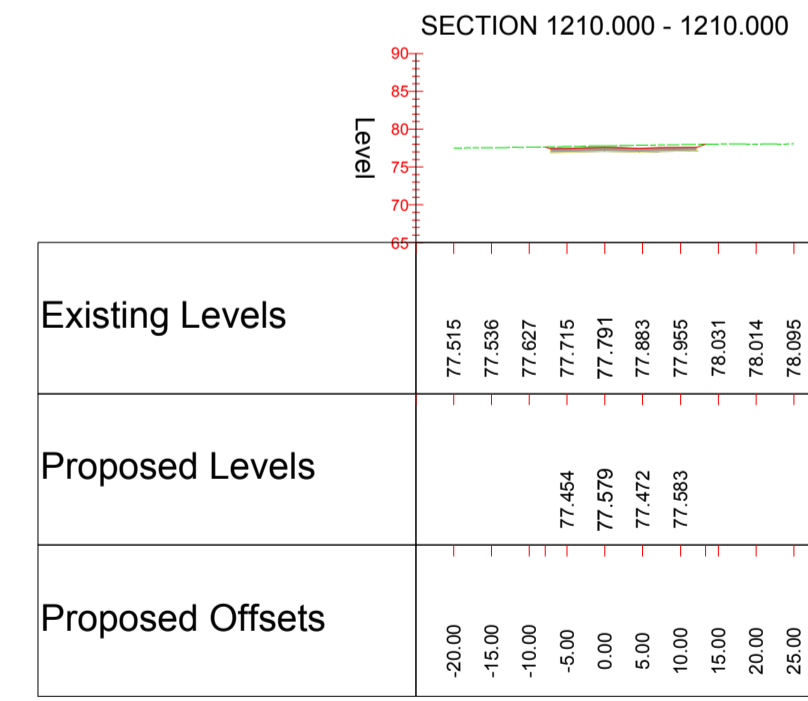 SECTION 1210.000 - 1210.000
90
85
80
75
70
65
Level
Existing Levels
77.515 77.536 77.627 77.715 77.791 77.883 77.955 78.031 78.014 78.095
Proposed Levels
77.454 77.579 77.472 77.583
Proposed Offsets
-20.00 -15.00 -10.00 -5.00 0.00 5.00 10.00 15.00 20.00 25.00